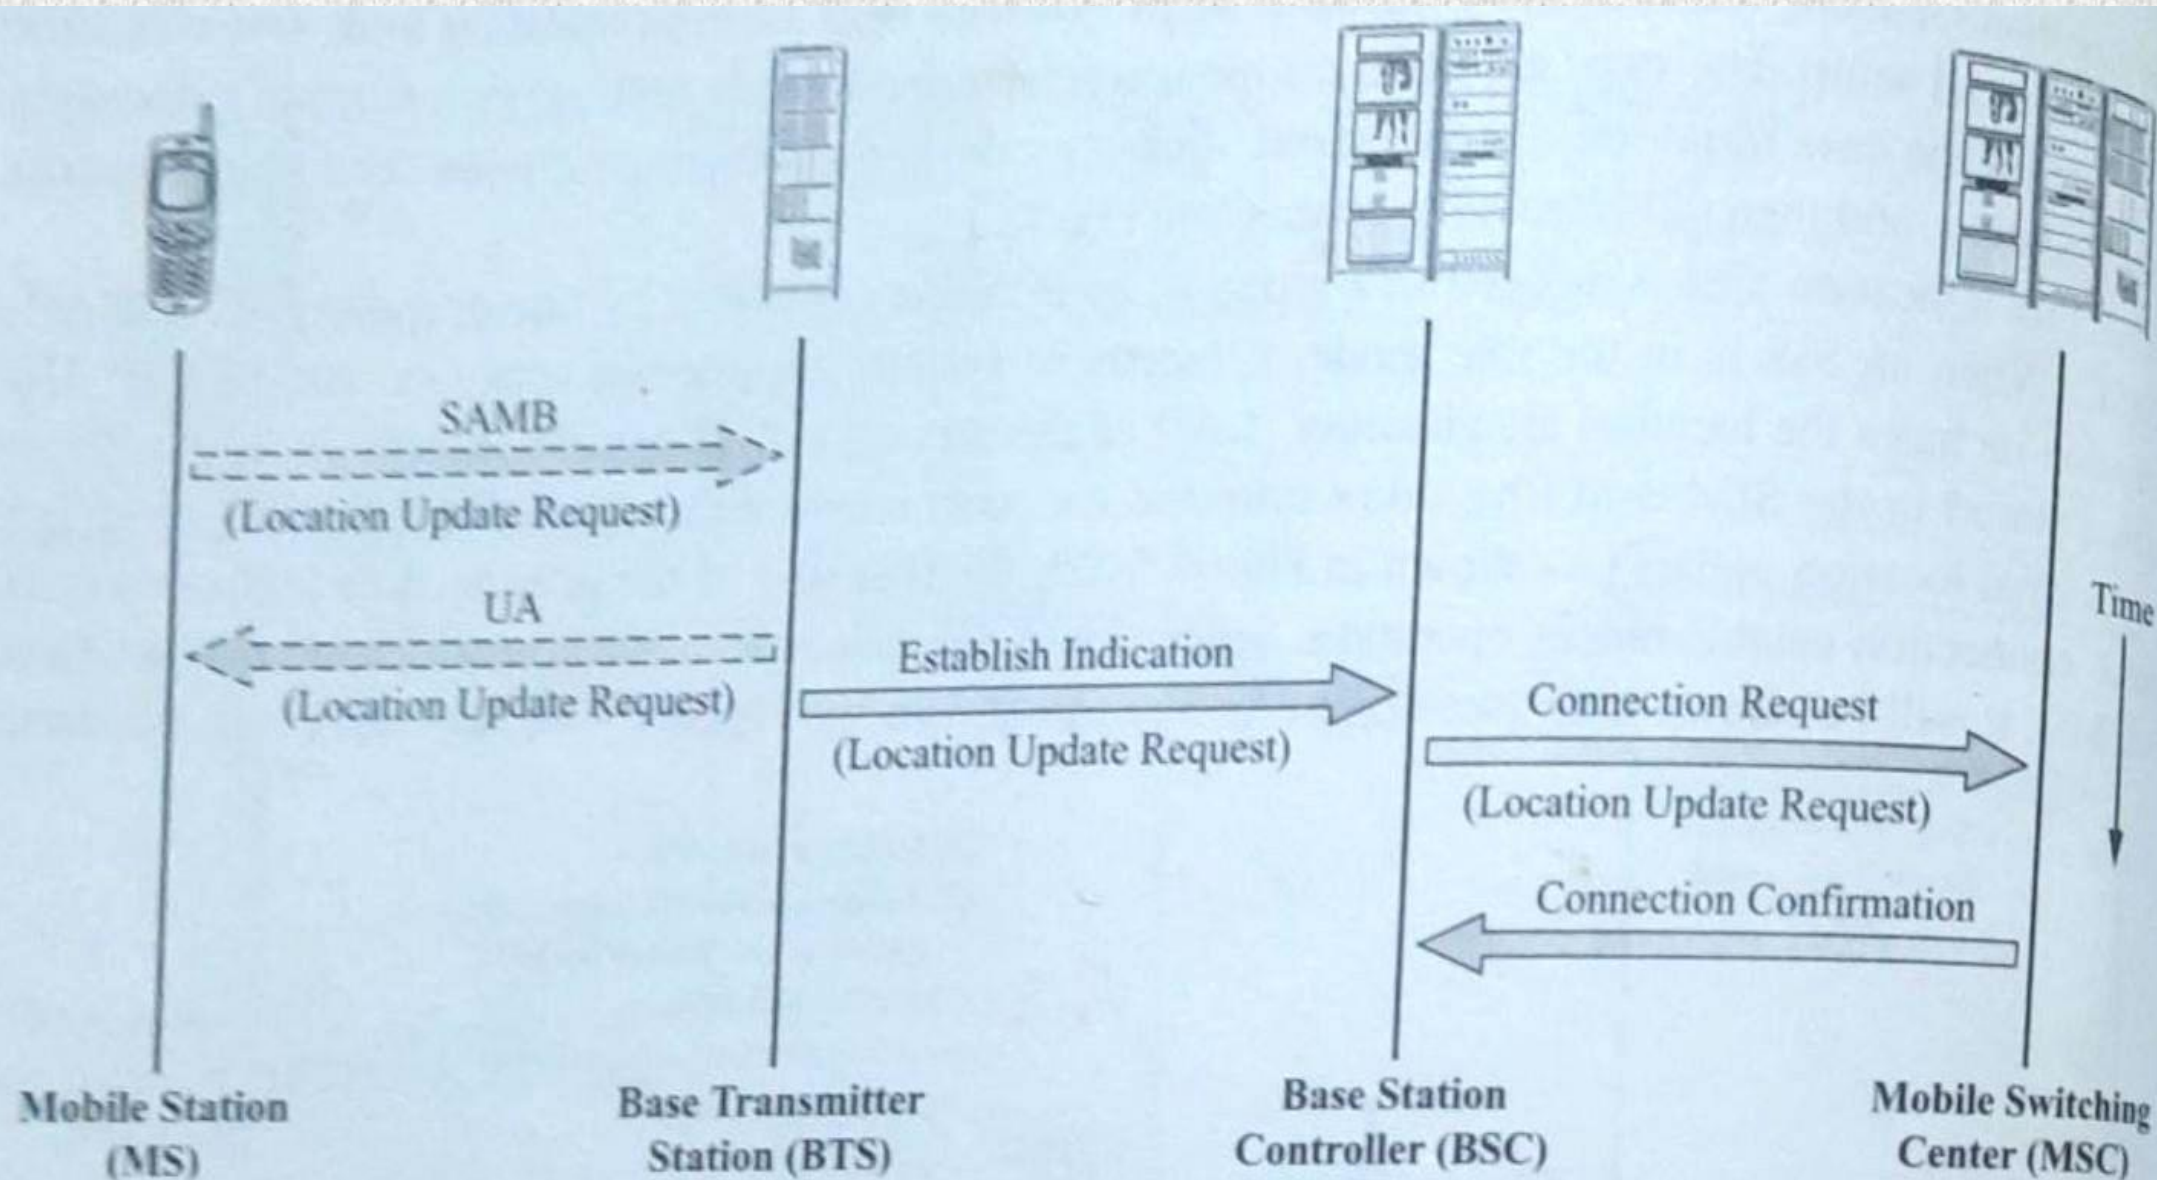 SAMB
(Location Update Request)
UA
(Location Update Request)
Establish Indication
(Location Update Request)
Connection Request
(Location Update Request)
Connection Confirmation
Time
Mobile Station
(MS)
Base Transmitter
Station (BTS)
Base Station
Controller (BSC)
Mobile Switching
Center (MSC)